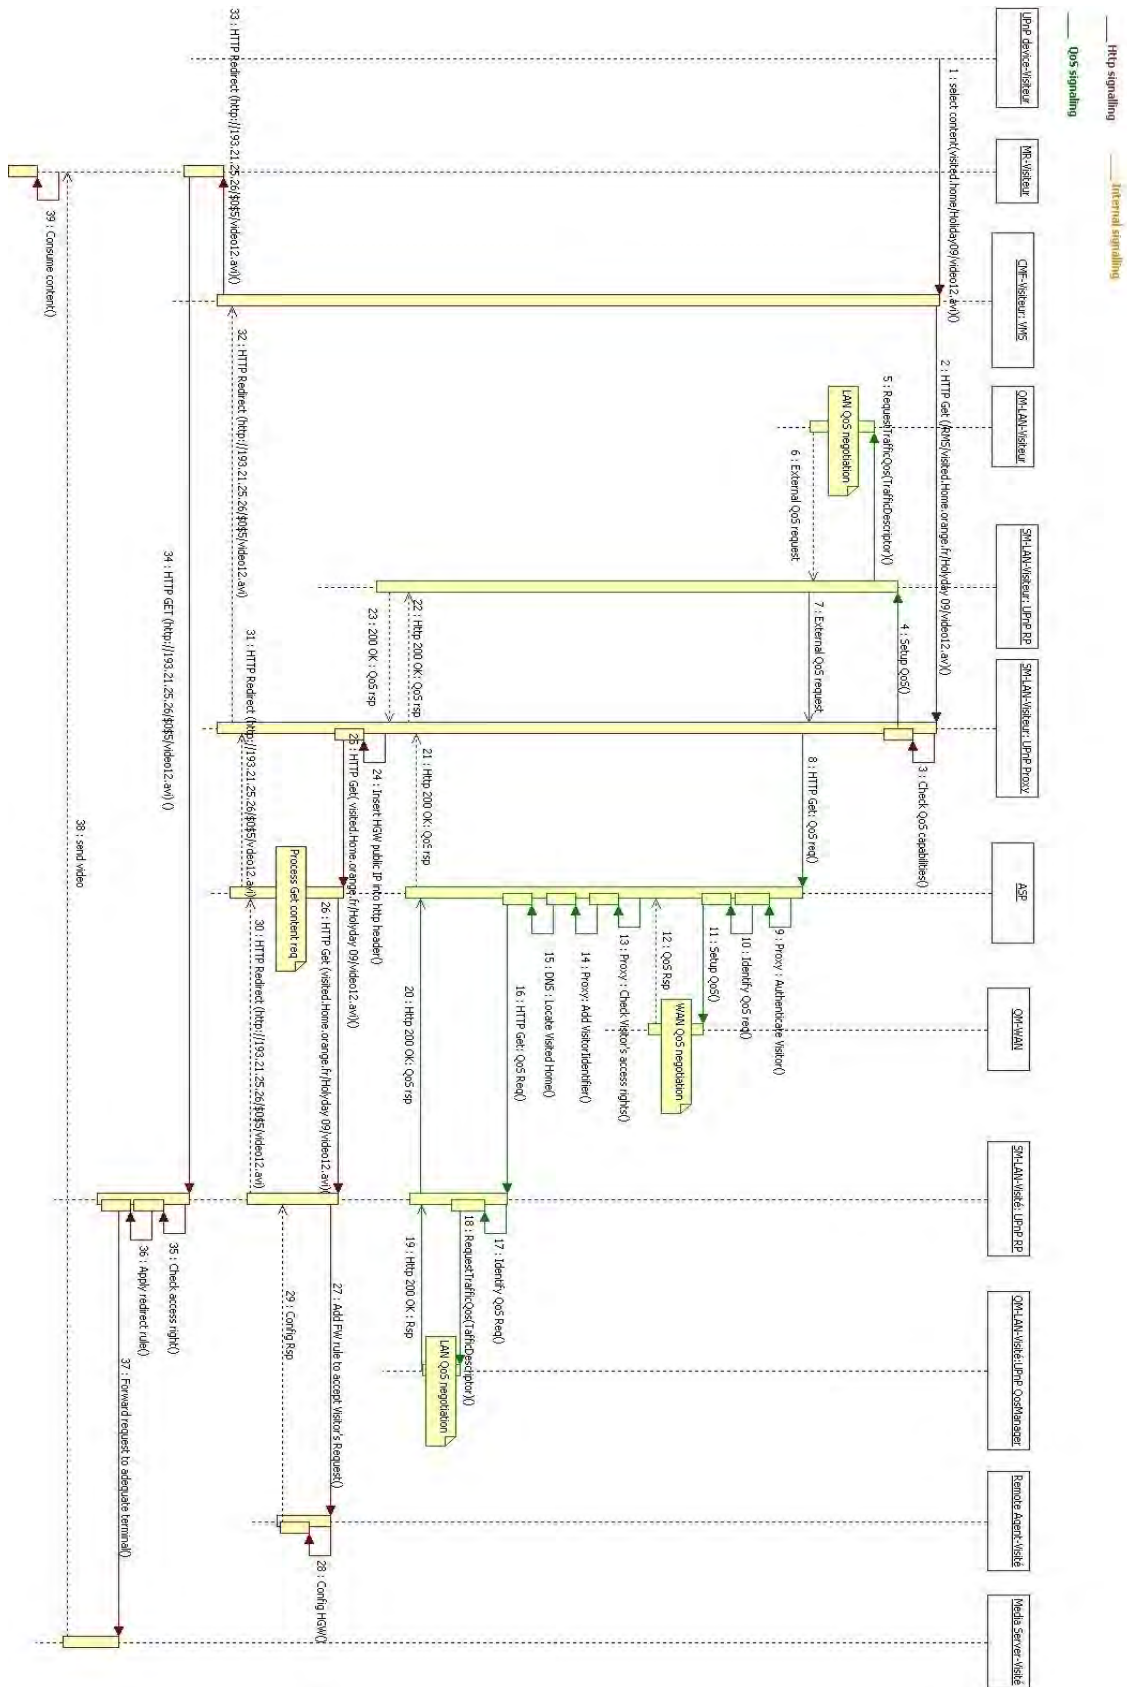 Http signalling
Internal signalling
QoS signaling
UPnP device-Visiteur
MR-Visiteur
CMF-Visiteur: VMS
QM-LAN-Visiteur
SM-LAN-Visiteur: UPnP RP
SM-LAN-Visiteur: UPnP Proxy
ASP
QM-WAN
SM-LAN-Visité: UPnP RP
QM-LAN-Visité:UPnP QosManager
Remote Agent-Visité
Media Server-Visité
1 : select content(visited.home/Holiday09/video12.avi)()
2 : HTTP Get (/RMS/visited.Home.orange.fr/Holyday 09/video12.avi)()
3 : Check QoS capabilities()
4 : Setup QoS()
5 : RequestTrafficQos(TrafficDescriptor)()
LAN QoS negotiation
6 : External QoS request
7 : External QoS request
8 : HTTP Get: QoS req()
9 : Proxy : Authenticate Visitor()
10 : Identify QoS req()
11 : Setup QoS()
WAN QoS negotiation
12 : QoS Rsp
13 : Proxy : Check Visitor's access rights()
14 : Proxy: Add VisitorIidentifier()
15 : DNS : Locate Visited Home()
16 : HTTP Get: QoS Req()
17 : Identify QoS Req()
18 : RequestTrafficQos(TafficDescriptor)()
LAN QoS negotiation
19 : Http 200 OK : Rsp
20 : Http 200 OK: QoS rsp
21 : Http 200 OK: QoS rsp
22 : Http 200 OK: QoS rsp
23 : 200 OK : QoS rsp
24 : Insert HGW public IP into http header()
25 : HTTP Get( visited.Home.orange.fr/Holyday 09/video12.avi)()
26 : HTTP Get (visited.Home.orange.fr/Holyday 09/video12.avi)()
Process Get content req
27 : Add FW rule to accept Visitor's Request()
28 : Config HGW()
29 : Config Rsp
30 : HTTP Redirect (http://193.21.25.26/$0$5/video12.avi)
31 : HTTP Redirect (http://193.21.25.26/$0$5/video12.avi)
32 : HTTP Redirect (http://193.21.25.26/$0$5/video12.avi)
33 : HTTP Redirect (http://193.21.25.26/$0$5/video12.avi)()
34 : HTTP GET (http://193.21.25.26/$0$5/video12.avi) ()
35 : Check access right()
36 : Apply redirect rule()
37 : Forward request to adequate terminal()
38 : send video
39 : Consume content()